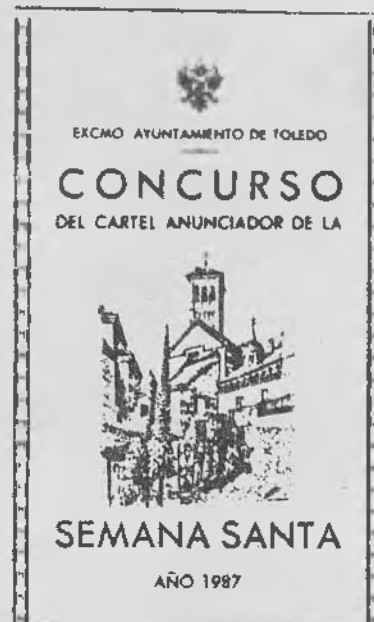 EXCMO AYUNTAMIENTO DE TOLEDO
CONCURSO
DEL CARTEL ANUNCIADOR DE LA
SEMANA SANTA
AÑO 1987